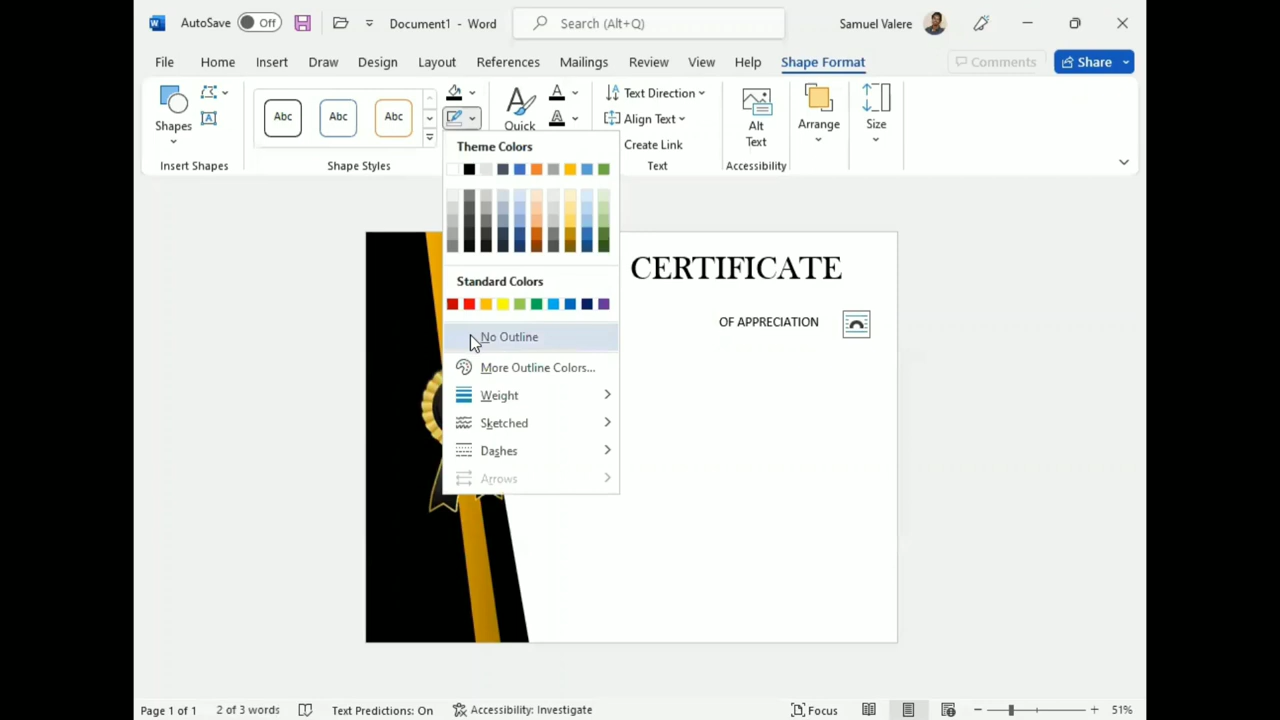 AutoSave Off Document1 - Word Search (Alt+Q) Samuel Valere
File Home Insert Draw Design Layout References Mailings Review View Help Shape Format Comments Share
Shapes
Insert Shapes
Abc Abc Abc
Shape Styles
Quick
Text Direction
Align Text
Create Link
Text
Alt
Text
Accessibility
Arrange
Size
Theme Colors
Standard Colors
No Outline
More Outline Colors...
Weight
Sketched
Dashes
Arrows
CERTIFICATE
OF APPRECIATION
Page 1 of 1 2 of 3 words Text Predictions: On Accessibility: Investigate Focus 51%